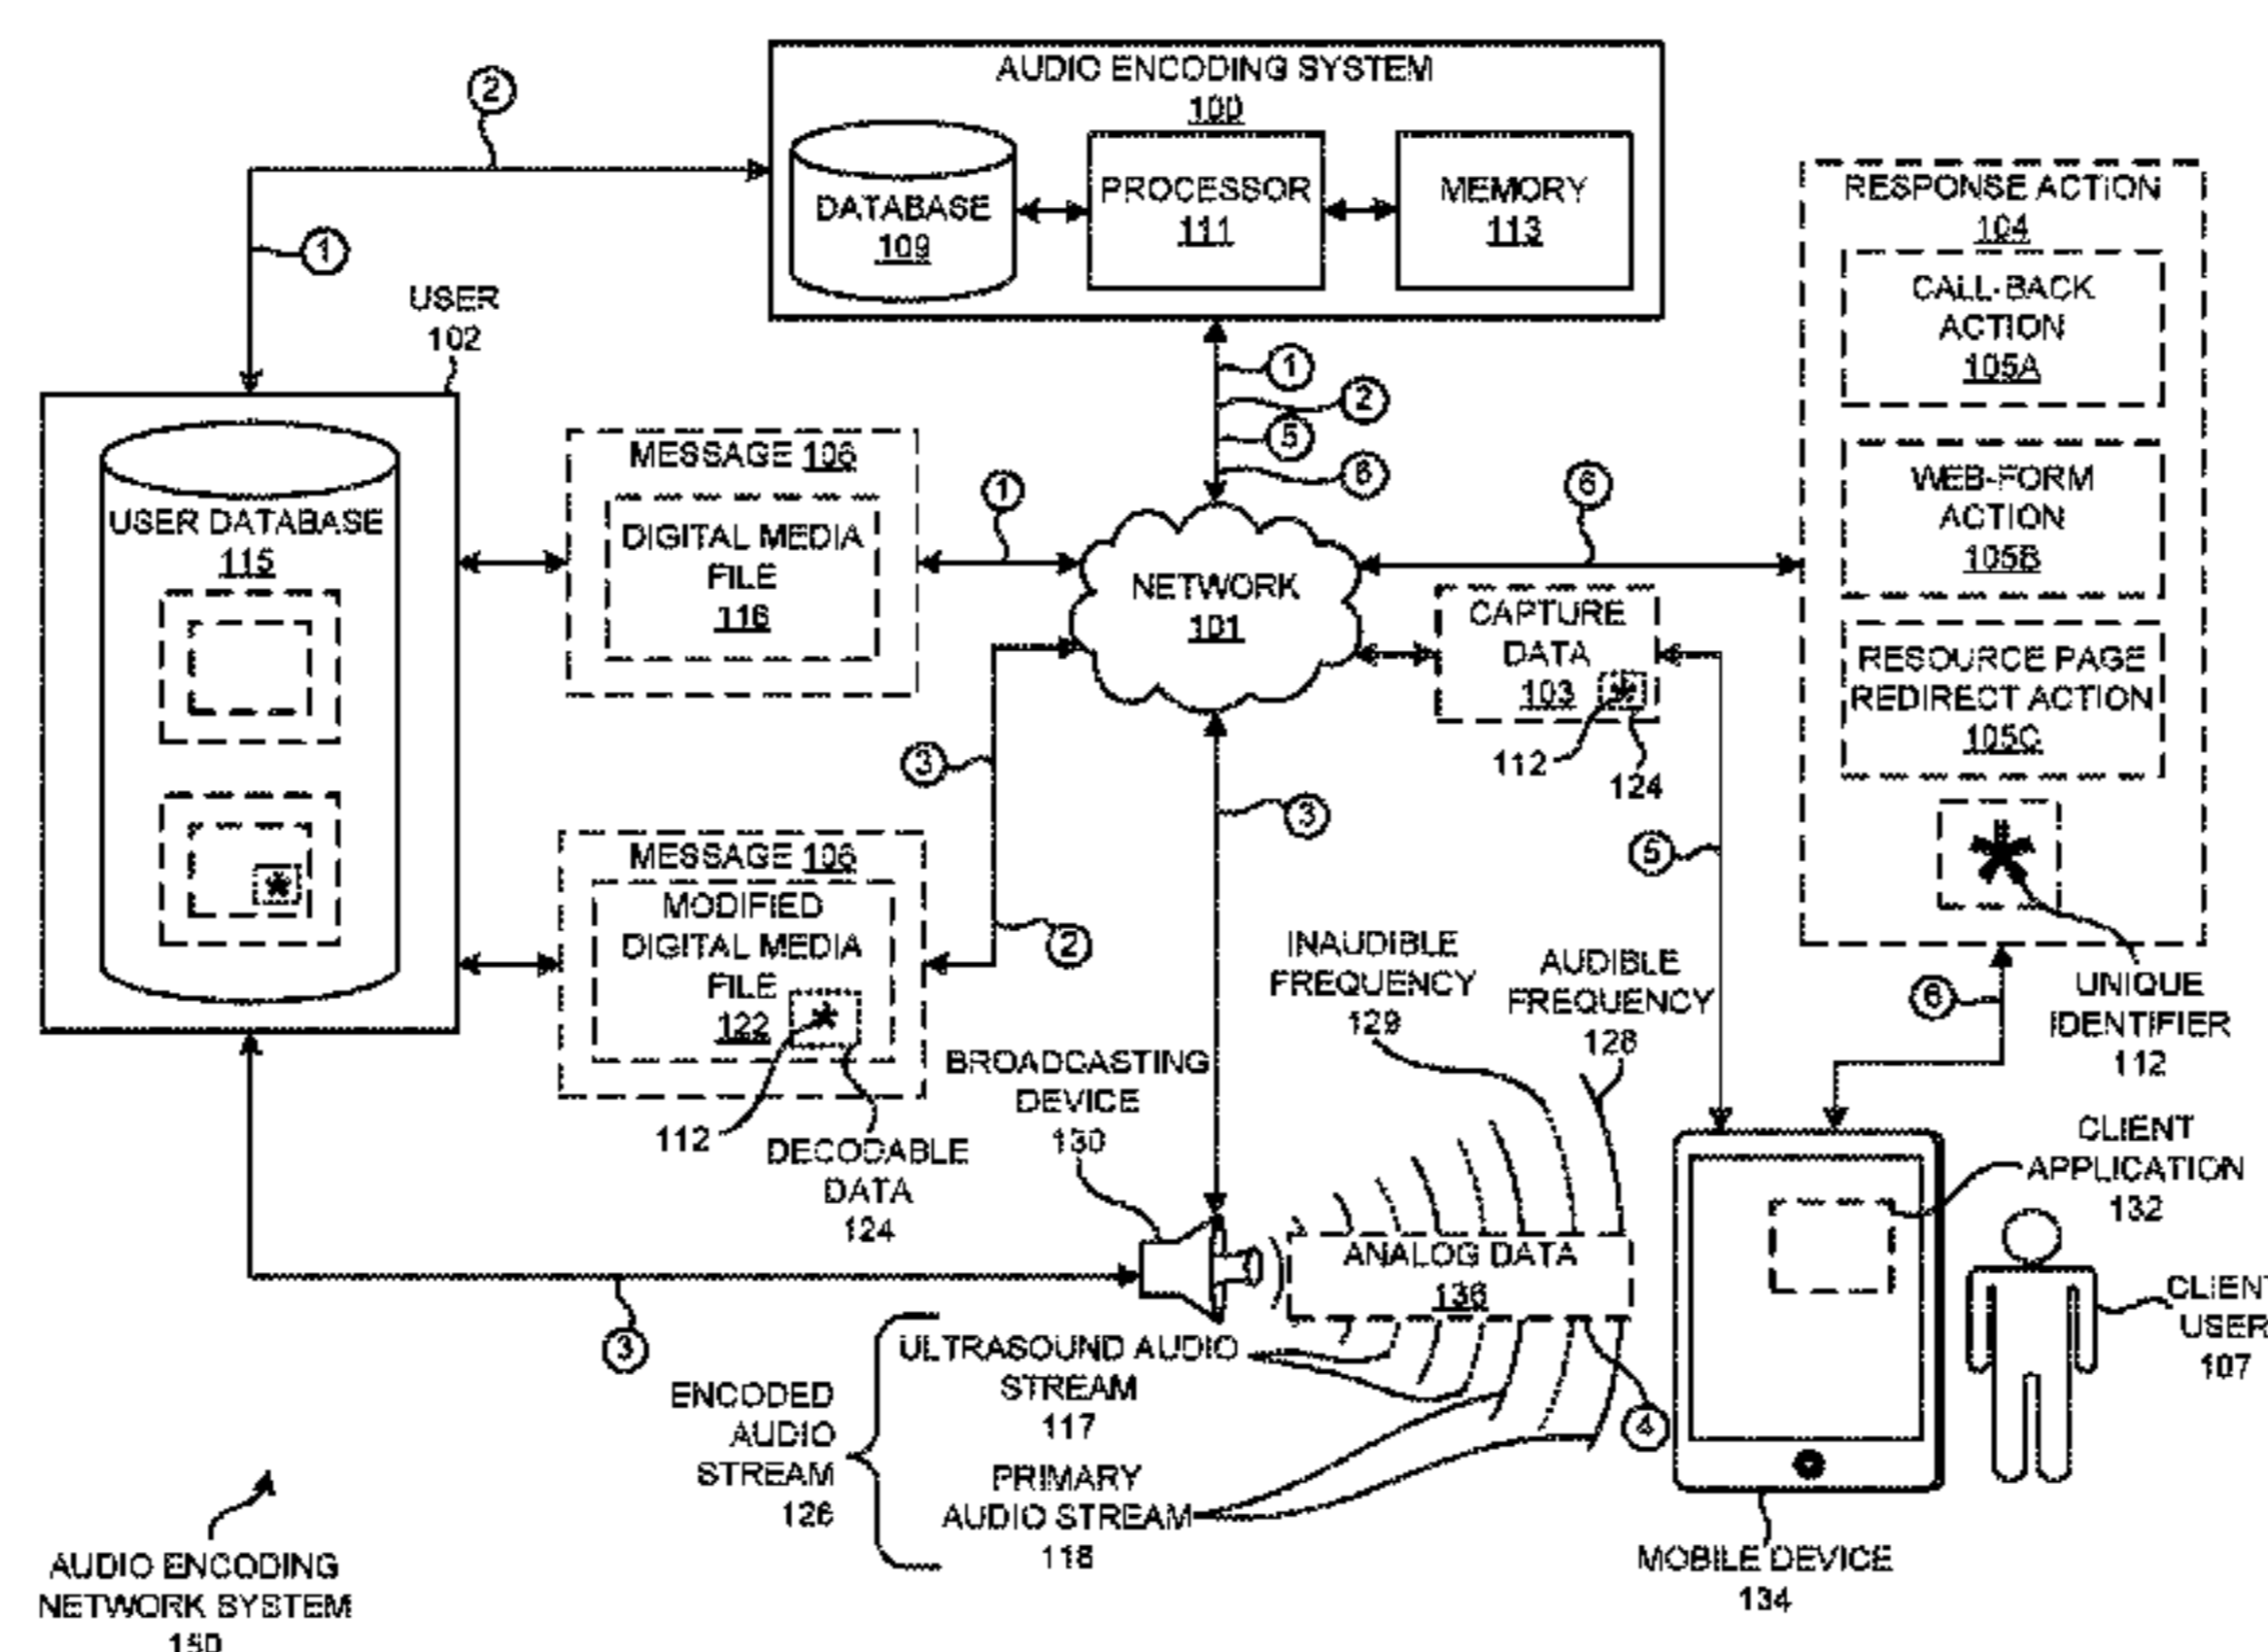 AUDIO ENCODING SYSTEM
100
DATABASE
109
PROCESSOR
111
MEMORY
113
2
1
USER
102
USER DATABASE
115
MESSAGE 106
DIGITAL MEDIA
FILE
116
1
1
2
5
6
NETWORK
101
6
RESPONSE ACTION
104
CALL-BACK
ACTION
105A
WEB-FORM
ACTION
105B
RESOURCE PAGE
REDIRECT ACTION
105C
UNIQUE
IDENTIFIER
112
CAPTURE
DATA
103
112
124
3
3
5
6
MESSAGE 106
MODIFIED
DIGITAL MEDIA
FILE
122
2
112
DECODABLE
DATA
124
BROADCASTING
DEVICE
130
INAUDIBLE
FREQUENCY
129
AUDIBLE
FREQUENCY
128
CLIENT
APPLICATION
132
ANALOG DATA
136
CLIENT
USER
107
3
ENCODED
AUDIO
STREAM
126
ULTRASOUND AUDIO
STREAM
117
PRIMARY
AUDIO STREAM
118
4
MOBILE DEVICE
134
AUDIO ENCODING
NETWORK SYSTEM
150